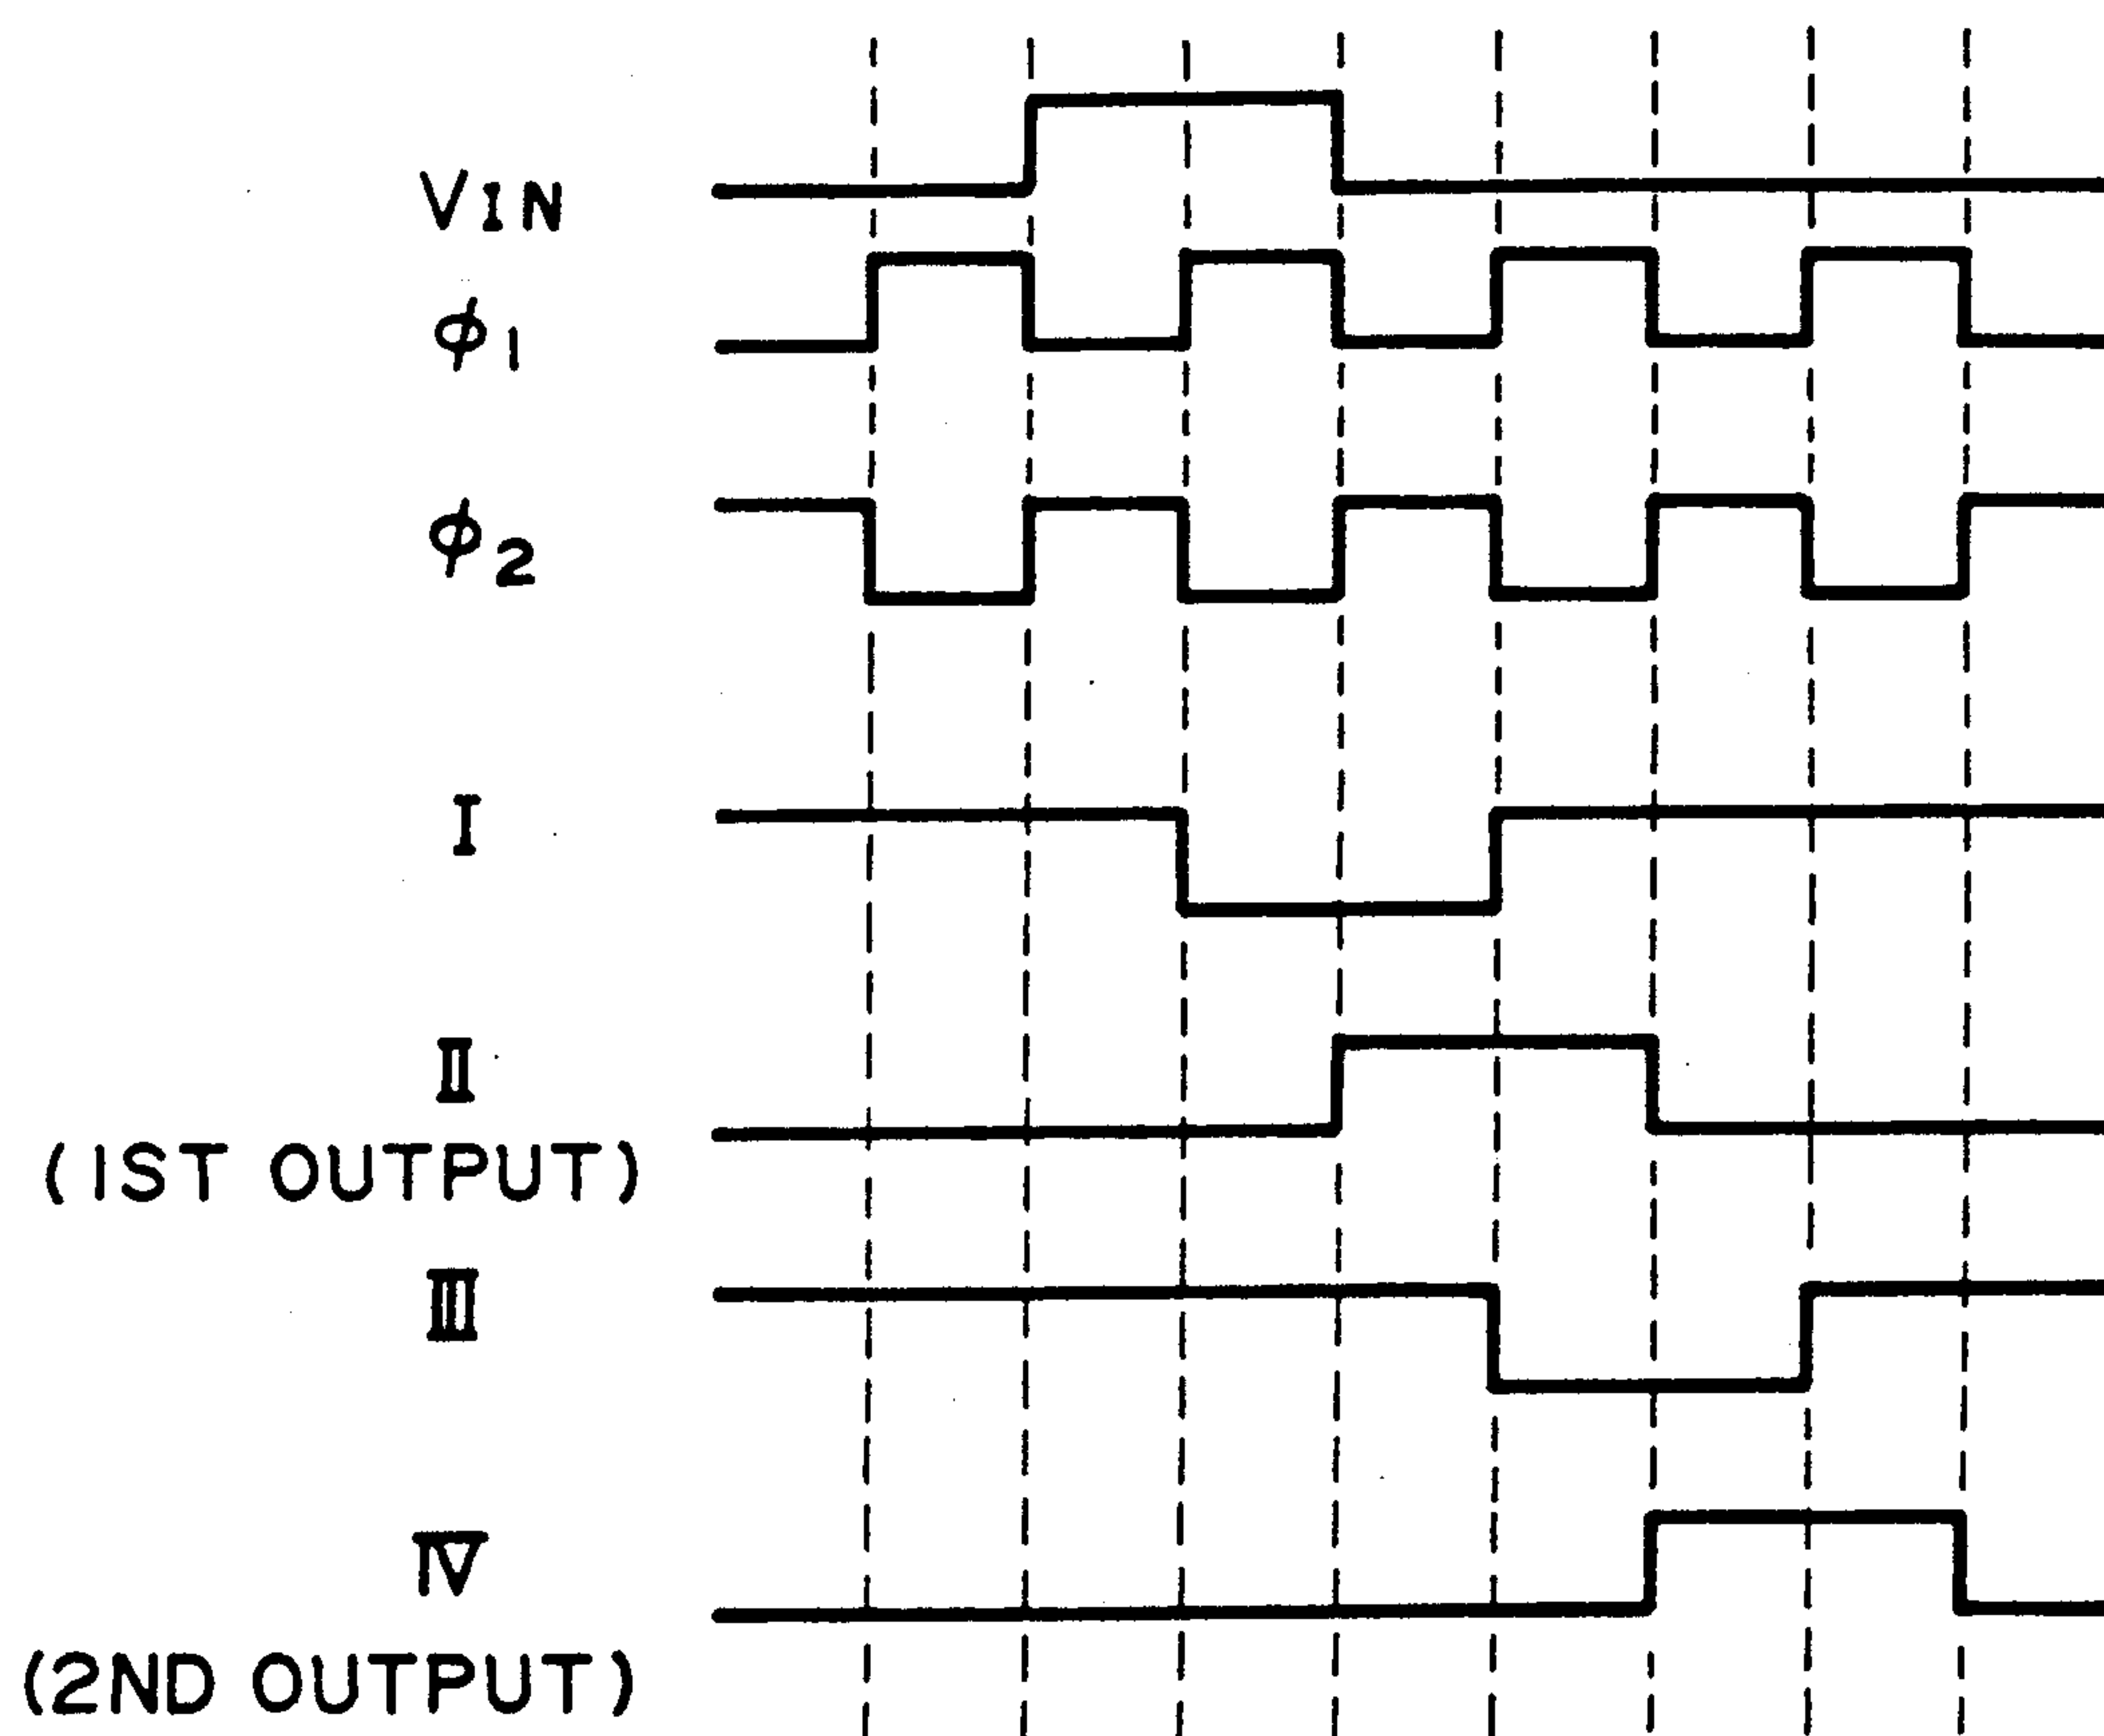 VIN
ϕ1
ϕ2
I
II
(1ST OUTPUT)
III
IV
(2ND OUTPUT)